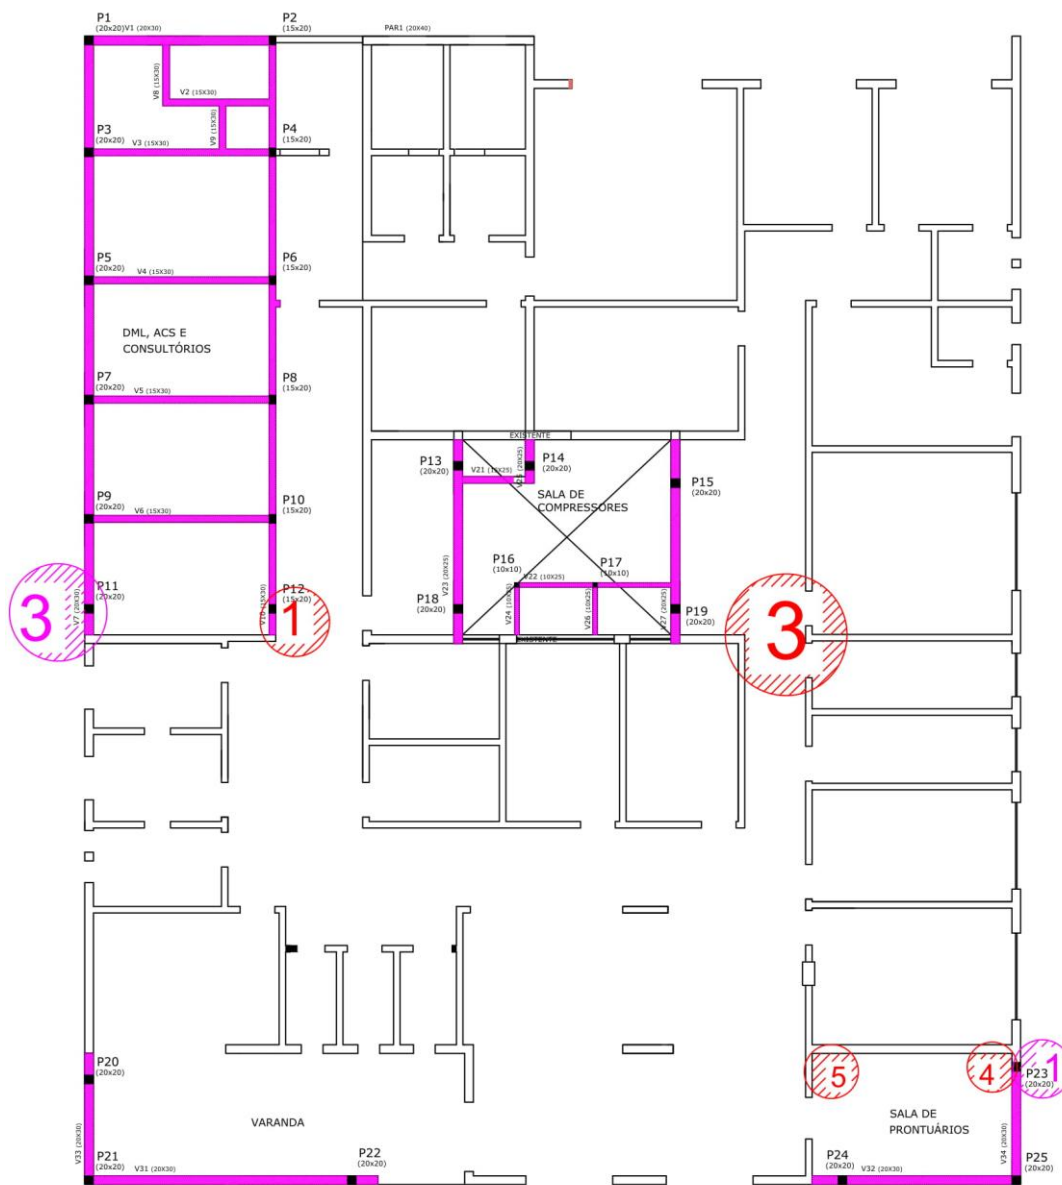 P1
(20x20)
V1 (20X30)
P2
(15x20)
PAR1 (20X40)
V8 (15X30)
V2 (15X30)
V9 (15X30)
P3
(20x20)
V3 (15X30)
P4
(15x20)
P5
(20x20)
V4 (15X30)
P6
(15x20)
DML, ACS E
CONSULTÓRIOS
P7
(20x20)
V5 (15X30)
P8
(15x20)
EXISTENTE
P13
(20x20)
V21 (10X25)
V25 (20X25)
P14
(20x20)
P15
(20x20)
SALA DE
COMPRESSORES
P9
(20x20)
V6 (15X30)
P10
(15x20)
P16
(10x10)
V22 (10X25)
P17
(10x10)
V23 (20X25)
3
P11
(20x20)
V7 (20X30)
V10 (15X30)
P12
(15x20)
1
P18
(20x20)
V24 (10X25)
V26 (10X25)
V27 (20X25)
P19
(20x20)
3
EXISTENTE
P20
(20x20)
VARANDA
V33 (20X30)
P21
(20x20)
V31 (20X30)
P22
(20x20)
5
4
1
P23
(20x20)
SALA DE
PRONTUÁRIOS
V34 (20X30)
P24
(20x20)
V32 (20X30)
P25
(20x20)